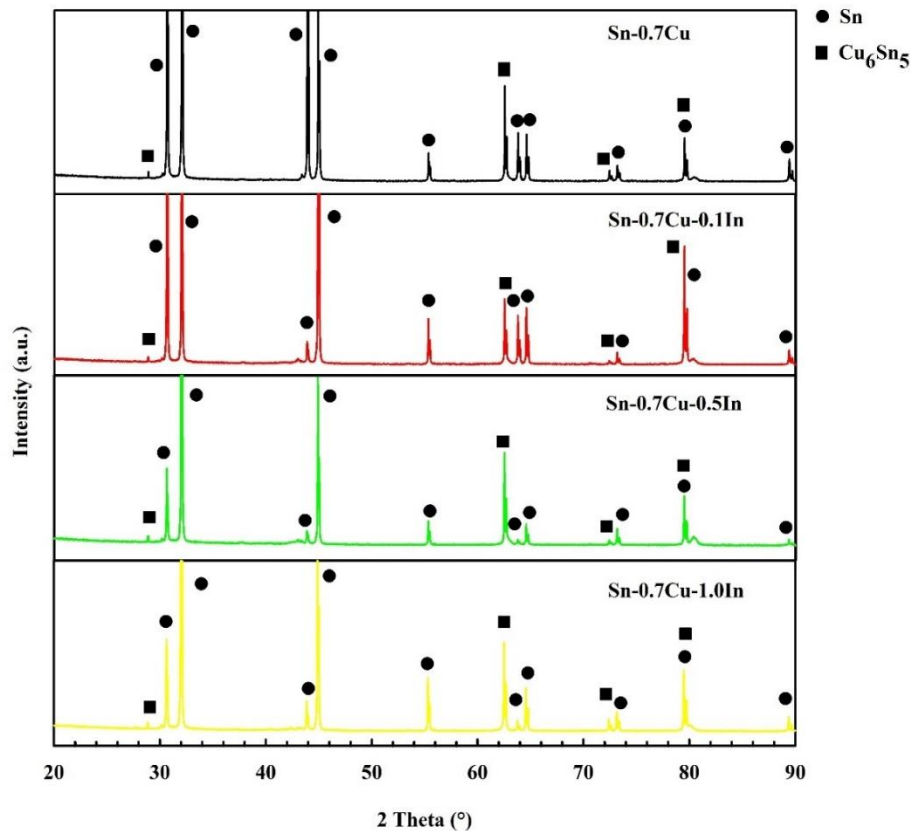 Sn-0.7Cu
Sn
Cu6Sn5
Sn-0.7Cu-0.1In
Sn-0.7Cu-0.5In
Sn-0.7Cu-1.0In
Intensity (a.u.)
20 30 40 50 60 70 80 90
2 Theta (°)